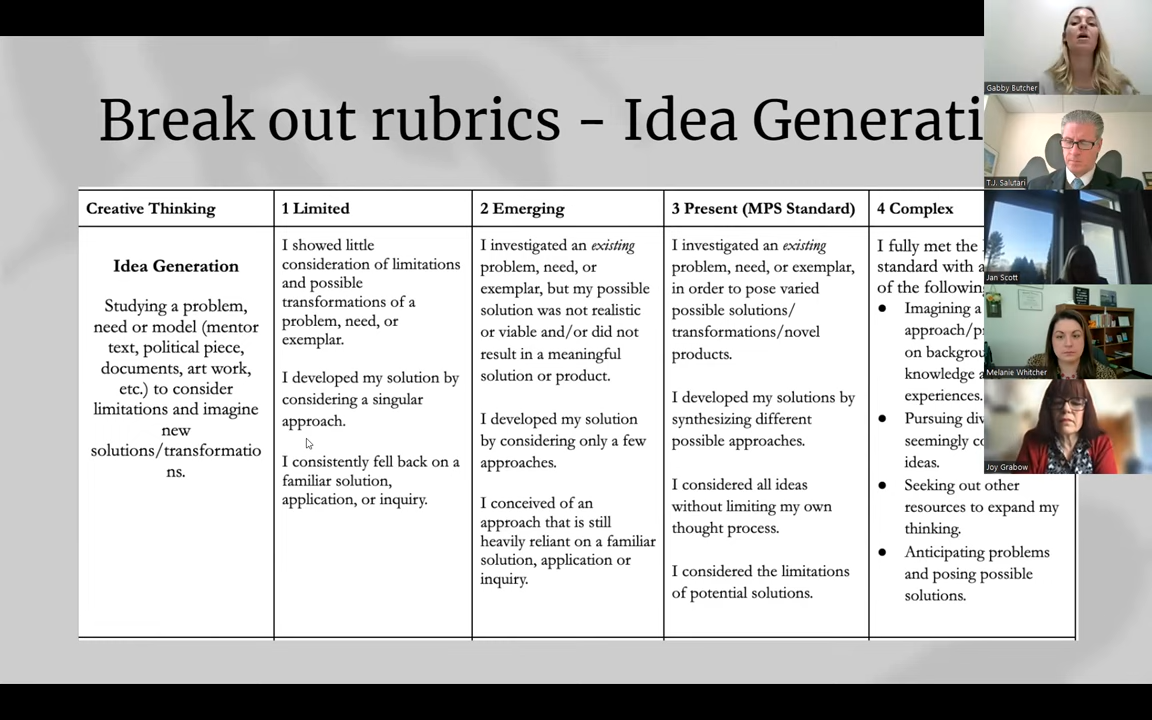 Break out rubrics - Idea Generati
Creative Thinking
1 Limited
2 Emerging
3 Present (MPS Standard)
4 Complex
Idea Generation
Studying a problem,
need or model (mentor
text, political piece,
documents, art work,
etc.) to consider
limitations and imagine
new
solutions/transformatio
ns.
I showed little
consideration of limitations
and possible
transformations of a
problem, need, or
exemplar.
I developed my solution by
considering a singular
approach.
I consistently fell back on a
familiar solution,
application, or inquiry.
I investigated an existing
problem, need, or
exemplar, but my possible
solution was not realistic
or viable and/or did not
result in a meaningful
solution or product.
I developed my solution
by considering only a few
approaches.
I conceived of an
approach that is still
heavily reliant on a familiar
solution, application or
inquiry.
I investigated an existing
problem, need, or exemplar,
in order to pose varied
possible solutions/
transformations/novel
products.
I developed my solutions by
synthesizing different
possible approaches.
I considered all ideas
without limiting my own
thought process.
I considered the limitations
of potential solutions.
I fully met the
standard with a
of the followin
● Imagining a
approach/p
on backgrou
knowledge a
experiences.
● Pursuing div
seemingly co
ideas.
● Seeking out other
resources to expand my
thinking.
● Anticipating problems
and posing possible
solutions.
Gabby Butcher
T.J. Salutari
Jan Scott
Melanie Whitcher
Joy Grabow